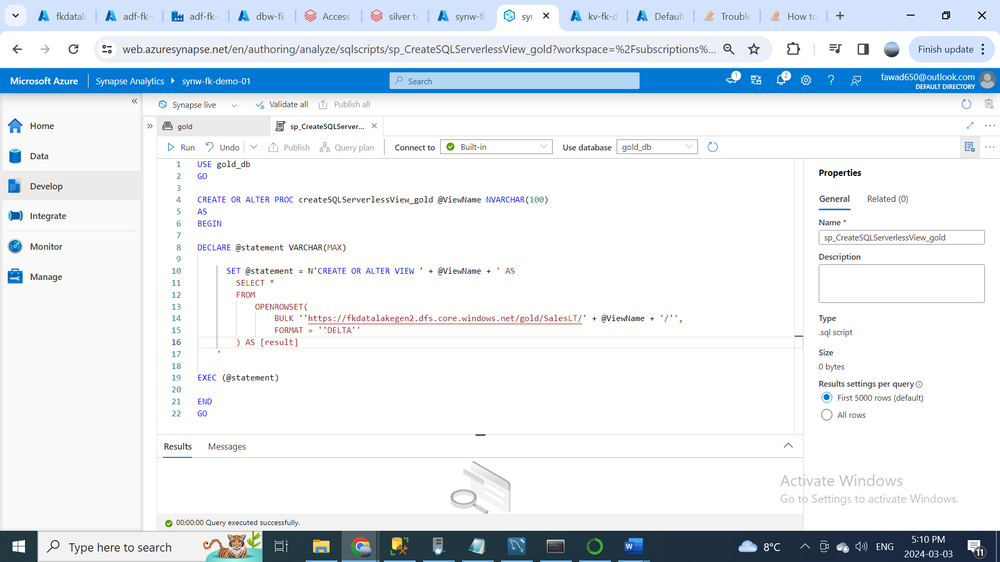 fkdatala
adf-fk-
adf-fk-
dbw-fk
Access
silver to
synw-f
syn
kv-fk-d
Default
Trouble
How to
web.azuresynapse.net/en/authoring/analyze/sqlscripts/sp_CreateSQLServerlessView_gold?workspace=%2Fsubscriptions%...
Finish update
Microsoft Azure
Synapse Analytics
synw-fk-demo-01
Search
1
2
fawad650@outlook.com
DEFAULT DIRECTORY
Synapse live
Validate all
Publish all
Home
Data
Develop
Integrate
Monitor
Manage
gold
sp_CreateSQLServer...
Run
Undo
Publish
Query plan
Connect to
Built-in
Use database
gold_db
1 USE gold_db
2 GO
3
4 CREATE OR ALTER PROC createSQLServerlessView_gold @ViewName NVARCHAR(100)
5 AS
6 BEGIN
7
8 DECLARE @statement VARCHAR(MAX)
9
10 SET @statement = N'CREATE OR ALTER VIEW ' + @ViewName + ' AS
11 SELECT *
12 FROM
13 OPENROWSET(
14 BULK ''https://fkdatalakegen2.dfs.core.windows.net/gold/SalesLT/' + @ViewName + '/'',
15 FORMAT = ''DELTA''
16 ) AS [result]
17 '
18
19 EXEC (@statement)
20
21 END
22 GO
Properties
General
Related (0)
Name *
sp_CreateSQLServerlessView_gold
Description
Type
.sql script
Size
0 bytes
Results settings per query
First 5000 rows (default)
All rows
Results
Messages
00:00:00 Query executed successfully.
Activate Windows
Go to Settings to activate Windows.
Type here to search
8°C
ENG
5:10 PM
2024-03-03
11